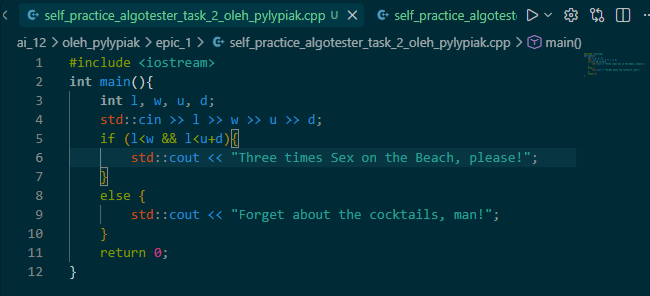 self_practice_algotester_task_2_oleh_pylypiak.cpp U X self_practice_algotester
ai_12 > oleh_pylypiak > epic_1 > self_practice_algotester_task_2_oleh_pylypiak.cpp > main()
1 #include <iostream>
2 int main(){
3 int l, w, u, d;
4 std::cin >> l >> w >> u >> d;
5 if (l<w && l<u+d){
6 std::cout << "Three times Sex on the Beach, please!";
7 }
8 else {
9 std::cout << "Forget about the cocktails, man!";
10 }
11 return 0;
12 }